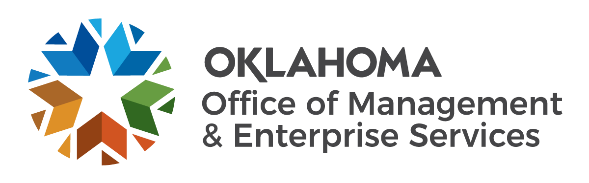 OKLAHOMA
Office of Management
& Enterprise Services